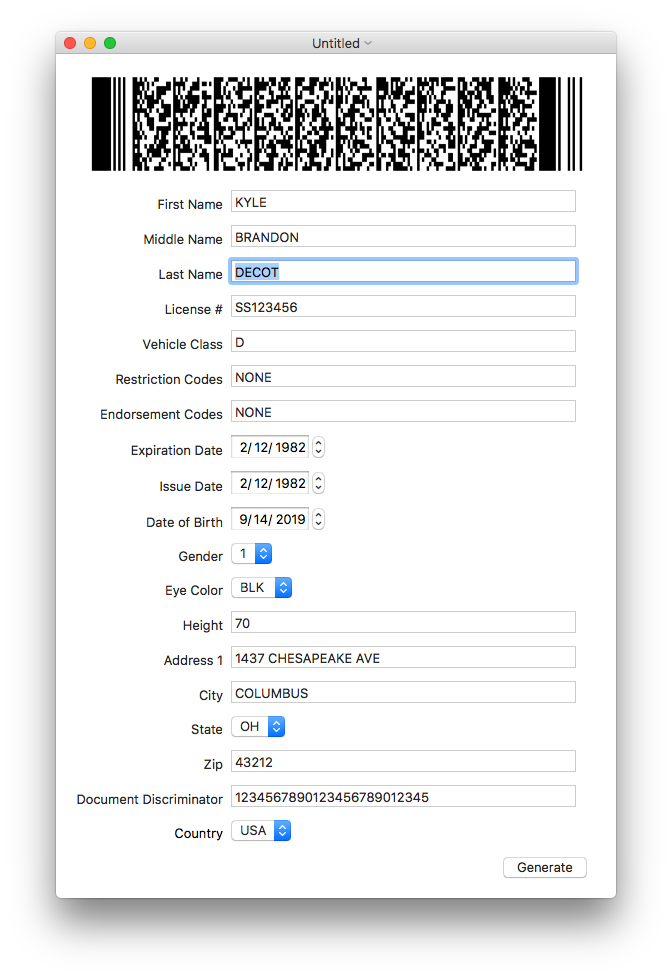 Untitled
First Name KYLE
Middle Name BRANDON
Last Name DECOT
License # SS123456
Vehicle Class D
Restriction Codes NONE
Endorsement Codes NONE
Expiration Date 2/12/1982
Issue Date 2/12/1982
Date of Birth 9/14/2019
Gender 1
Eye Color BLK
Height 70
Address 1 1437 CHESAPEAKE AVE
City COLUMBUS
State OH
Zip 43212
Document Discriminator 1234567890123456789012345
Country USA
Generate